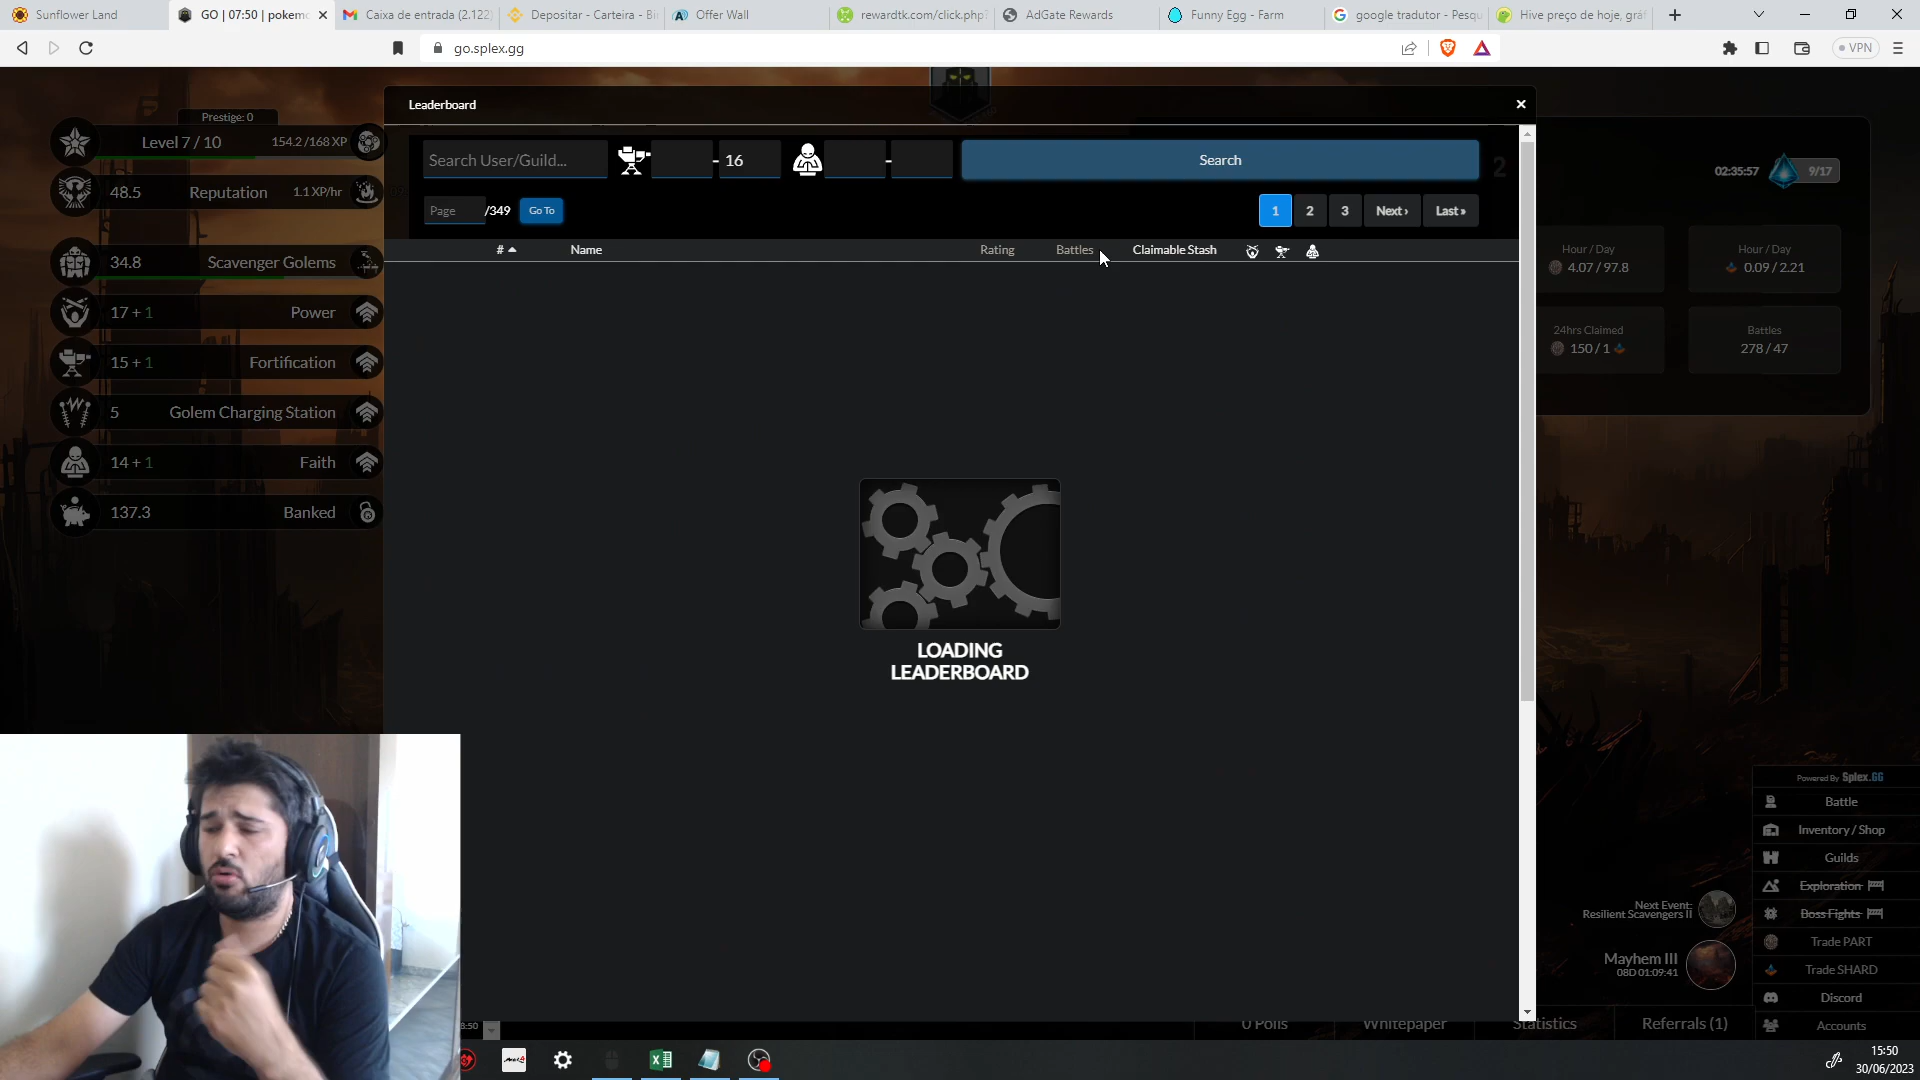 Sunflower Land
GO | 07:50 | pokemo
Caixa de entrada (2.122)
Depositar - Carteira - Bi
Offer Wall
rewardtk.com/click.php?
AdGate Rewards
Funny Egg - Farm
google tradutor - Pesqu
Hive preço de hoje, grá
go.splex.gg
VPN
Leaderboard
Prestige: 0
Level 7 / 10
154.2/168 XP
48.5
Reputation
1.1 XP/hr
34.8
Scavenger Golems
17 + 1
Power
15 + 1
Fortification
5
Golem Charging Station
14 + 1
Faith
137.3
Banked
Search User/Guild...
- 16
-
Search
Page
/349
Go To
1
2
3
Next ›
Last »
#
Name
Rating
Battles
Claimable Stash
LOADING
LEADERBOARD
2
02:35:57
9/17
Hour / Day
4.07 / 97.8
Hour / Day
0.09 / 2.21
24hrs Claimed
150 / 1
Battles
278 / 47
Powered By Splex.GG
Battle
Inventory / Shop
Guilds
Exploration
Boss Fights
Trade PART
Trade SHARD
Discord
Accounts
Next Event:
Resilient Scavengers II
Mayhem III
08D 01:09:41
8:50
0 Polls
Whitepaper
Statistics
Referrals (1)
15:50
30/06/2023